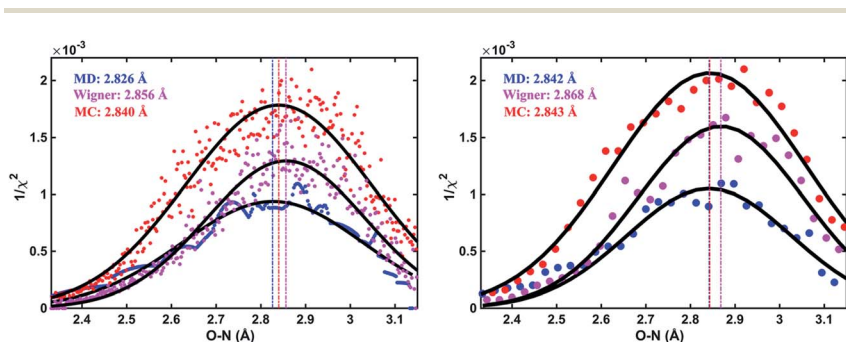 ×10⁻³
2
1.5
1
0.5
0
1/χ²
MD: 2.826 Å
Wigner: 2.856 Å
MC: 2.840 Å
2.4 2.5 2.6 2.7 2.8 2.9 3 3.1
O-N (Å)
×10⁻³
2
1.5
1
0.5
0
1/χ²
MD: 2.842 Å
Wigner: 2.868 Å
MC: 2.843 Å
2.4 2.5 2.6 2.7 2.8 2.9 3 3.1
O-N (Å)